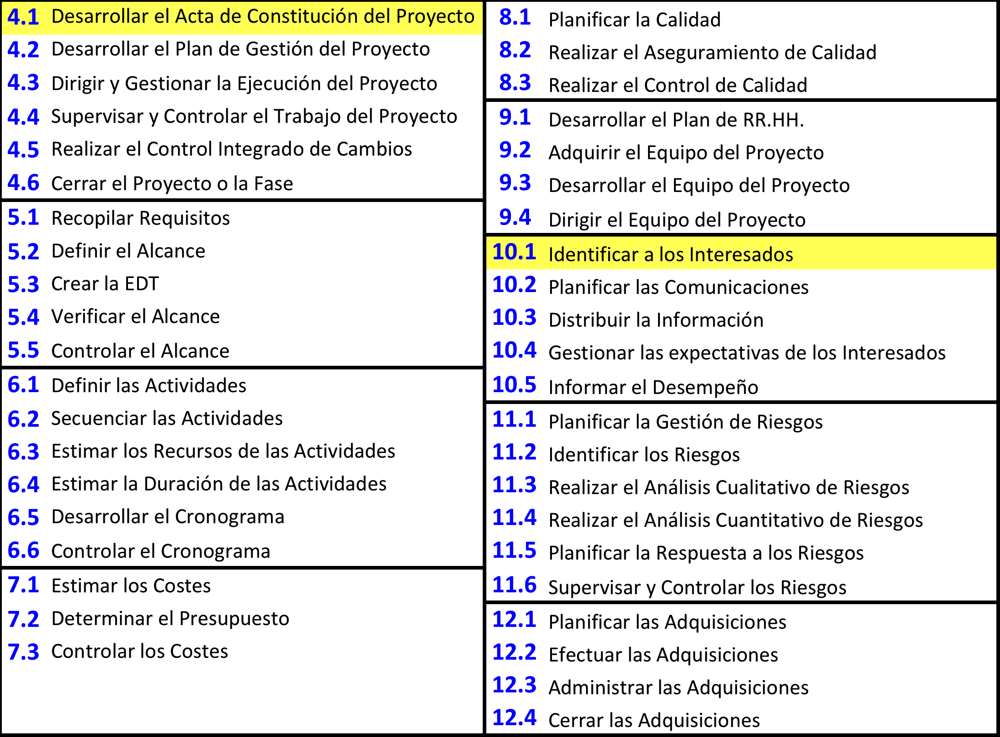 4.1 Desarrollar el Acta de Constitución del Proyecto
4.2 Desarrollar el Plan de Gestión del Proyecto
4.3 Dirigir y Gestionar la Ejecución del Proyecto
4.4 Supervisar y Controlar el Trabajo del Proyecto
4.5 Realizar el Control Integrado de Cambios
4.6 Cerrar el Proyecto o la Fase
5.1 Recopilar Requisitos
5.2 Definir el Alcance
5.3 Crear la EDT
5.4 Verificar el Alcance
5.5 Controlar el Alcance
6.1 Definir las Actividades
6.2 Secuenciar las Actividades
6.3 Estimar los Recursos de las Actividades
6.4 Estimar la Duración de las Actividades
6.5 Desarrollar el Cronograma
6.6 Controlar el Cronograma
7.1 Estimar los Costes
7.2 Determinar el Presupuesto
7.3 Controlar los Costes
8.1 Planificar la Calidad
8.2 Realizar el Aseguramiento de Calidad
8.3 Realizar el Control de Calidad
9.1 Desarrollar el Plan de RR.HH.
9.2 Adquirir el Equipo del Proyecto
9.3 Desarrollar el Equipo del Proyecto
9.4 Dirigir el Equipo del Proyecto
10.1 Identificar a los Interesados
10.2 Planificar las Comunicaciones
10.3 Distribuir la Información
10.4 Gestionar las expectativas de los Interesados
10.5 Informar el Desempeño
11.1 Planificar la Gestión de Riesgos
11.2 Identificar los Riesgos
11.3 Realizar el Análisis Cualitativo de Riesgos
11.4 Realizar el Análisis Cuantitativo de Riesgos
11.5 Planificar la Respuesta a los Riesgos
11.6 Supervisar y Controlar los Riesgos
12.1 Planificar las Adquisiciones
12.2 Efectuar las Adquisiciones
12.3 Administrar las Adquisiciones
12.4 Cerrar las Adquisiciones